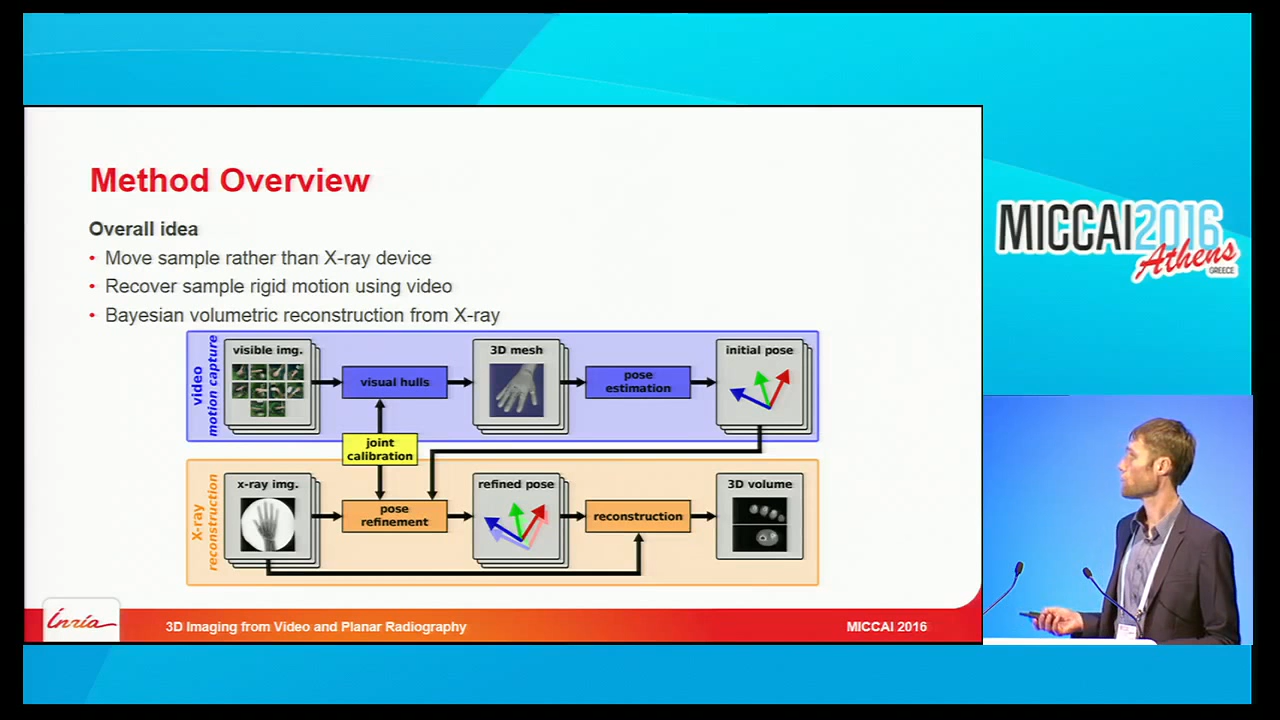 Method Overview
Overall idea
• Move sample rather than X-ray device
• Recover sample rigid motion using video
• Bayesian volumetric reconstruction from X-ray
video
motion capture
visible img.
visual hulls
3D mesh
pose
estimation
initial pose
joint
calibration
X-ray
reconstruction
x-ray img.
pose
refinement
refined pose
reconstruction
3D volume
Inria
3D Imaging from Video and Planar Radiography
MICCAI 2016
MICCAI2016
Athens
GREECE